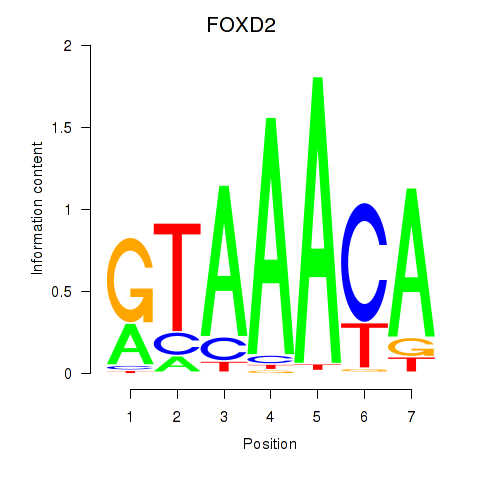 FOXD2
2
1.5
1
0.5
0
Information content
G T A A A C A
A C C C T T G
C A T T T G T
T G
1 2 3 4 5 6 7
Position